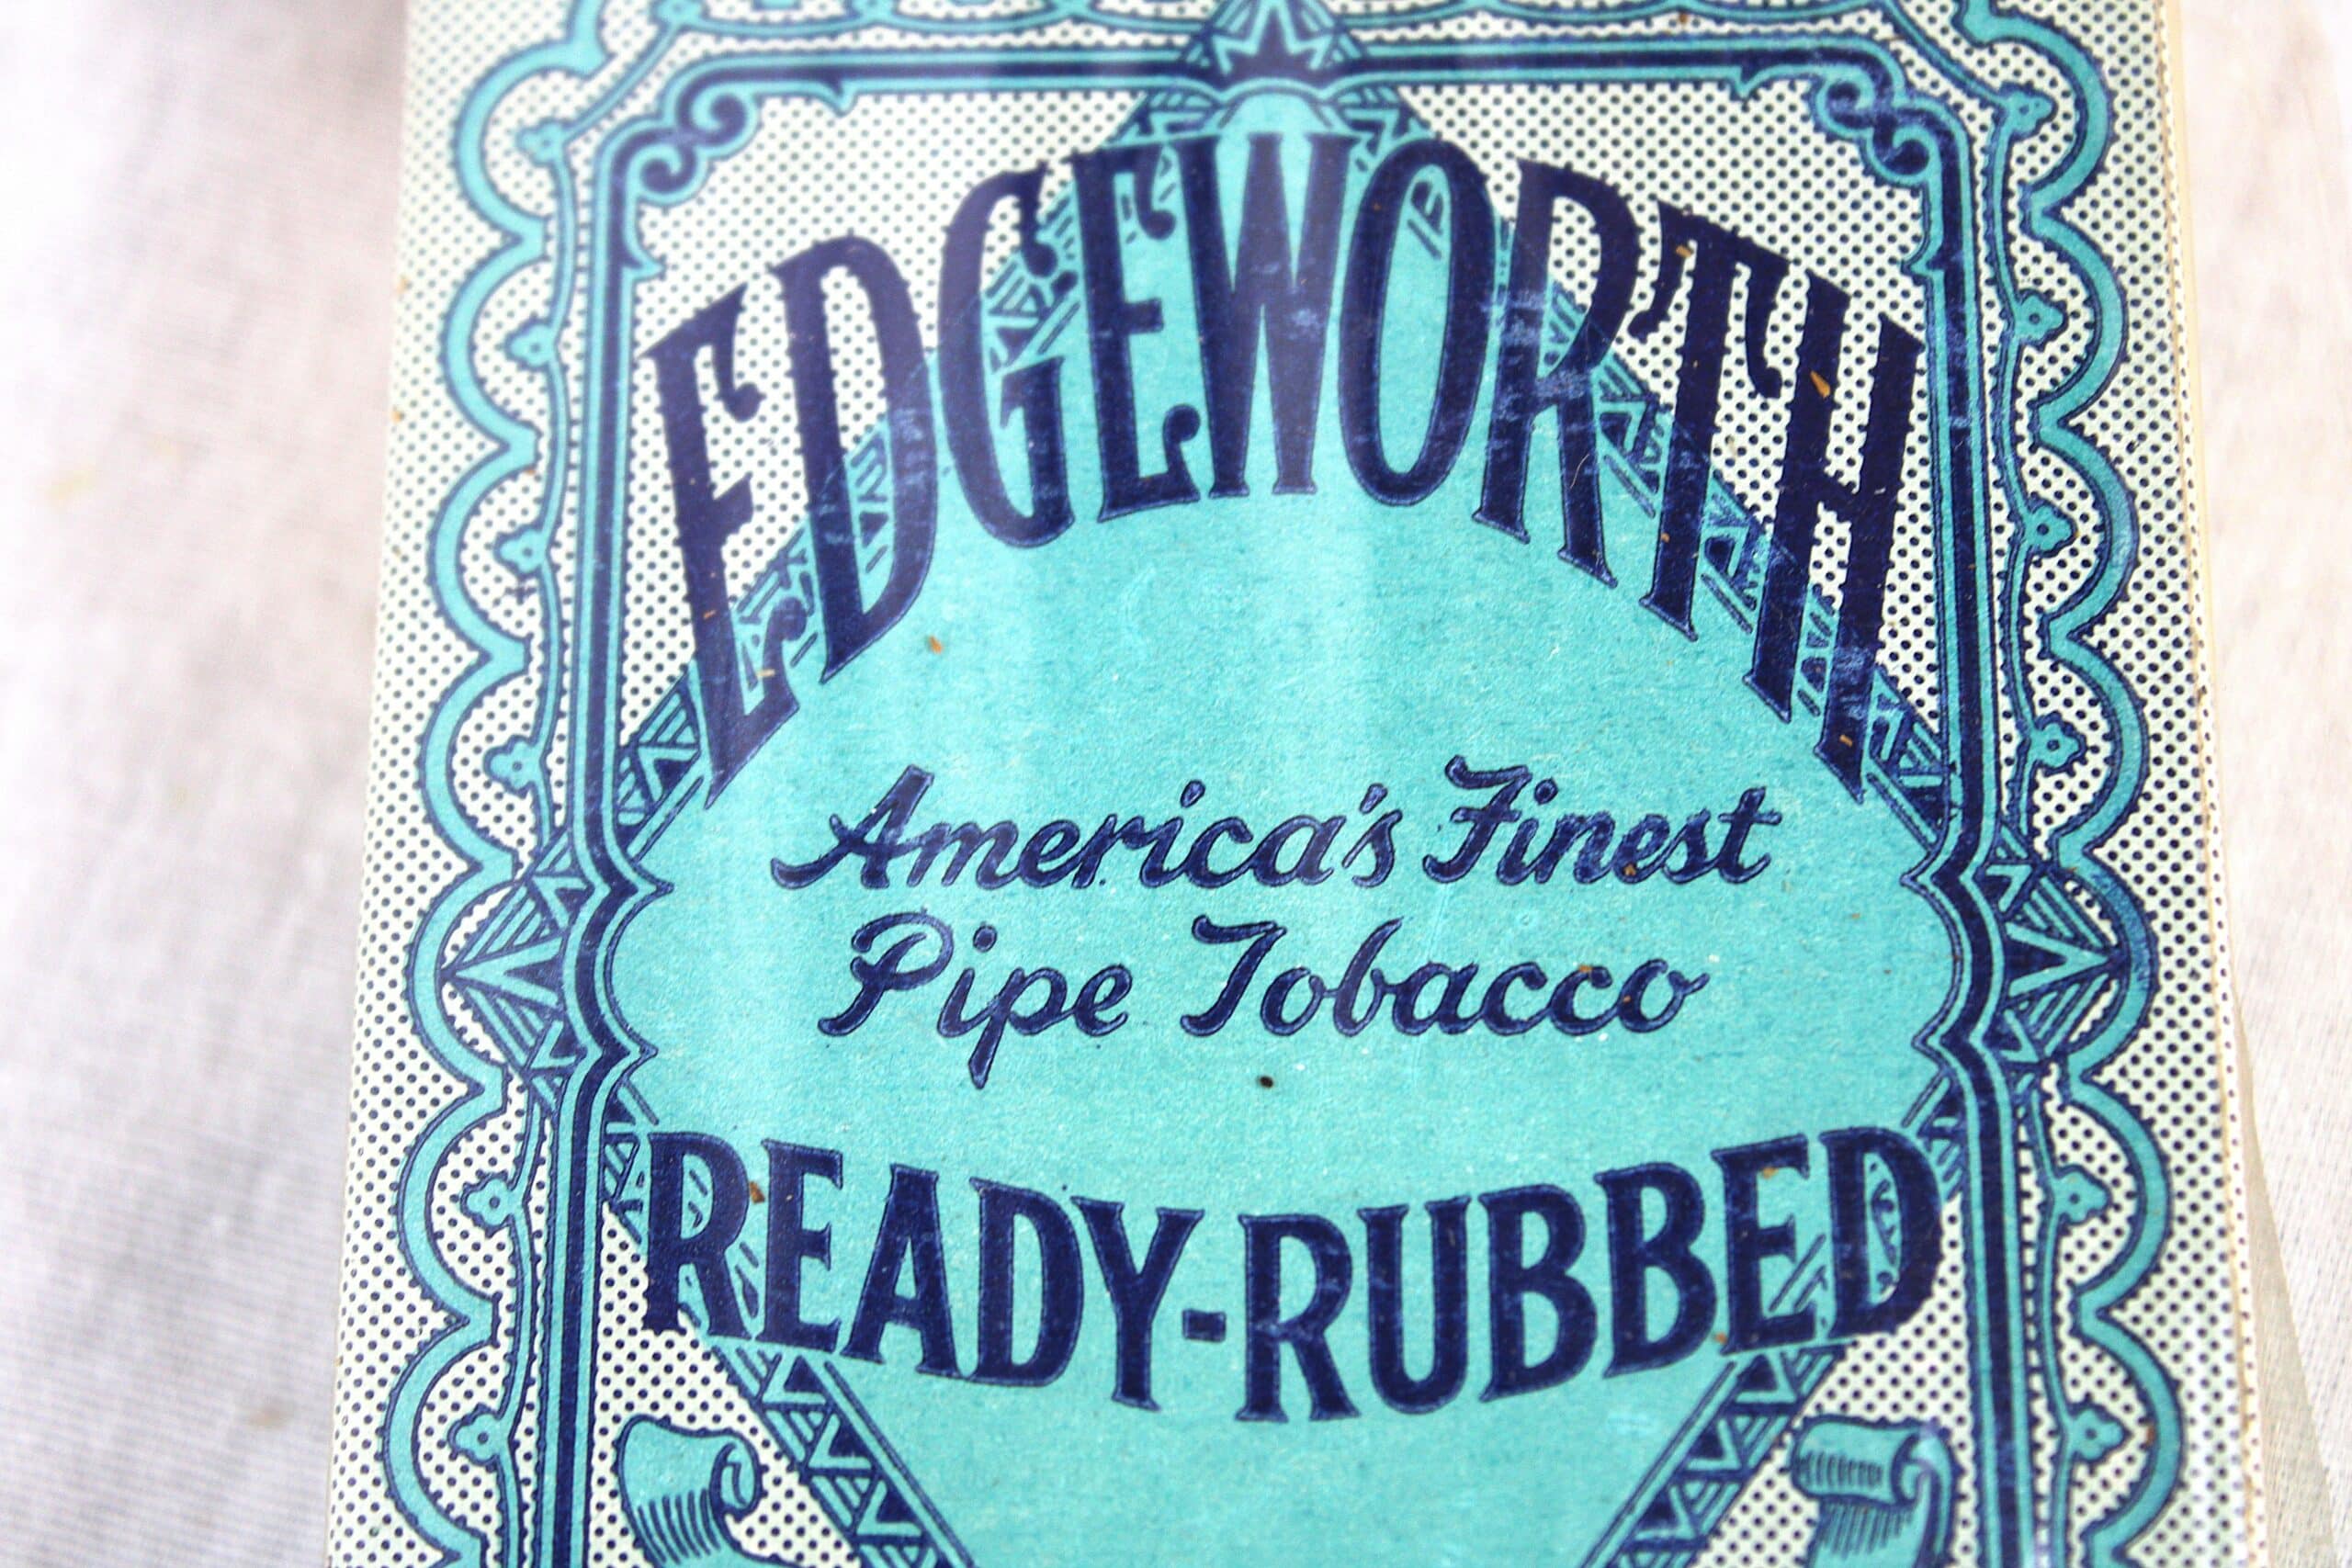 EDGEWORTH
America's Finest
Pipe Tobacco
READY-RUBBED